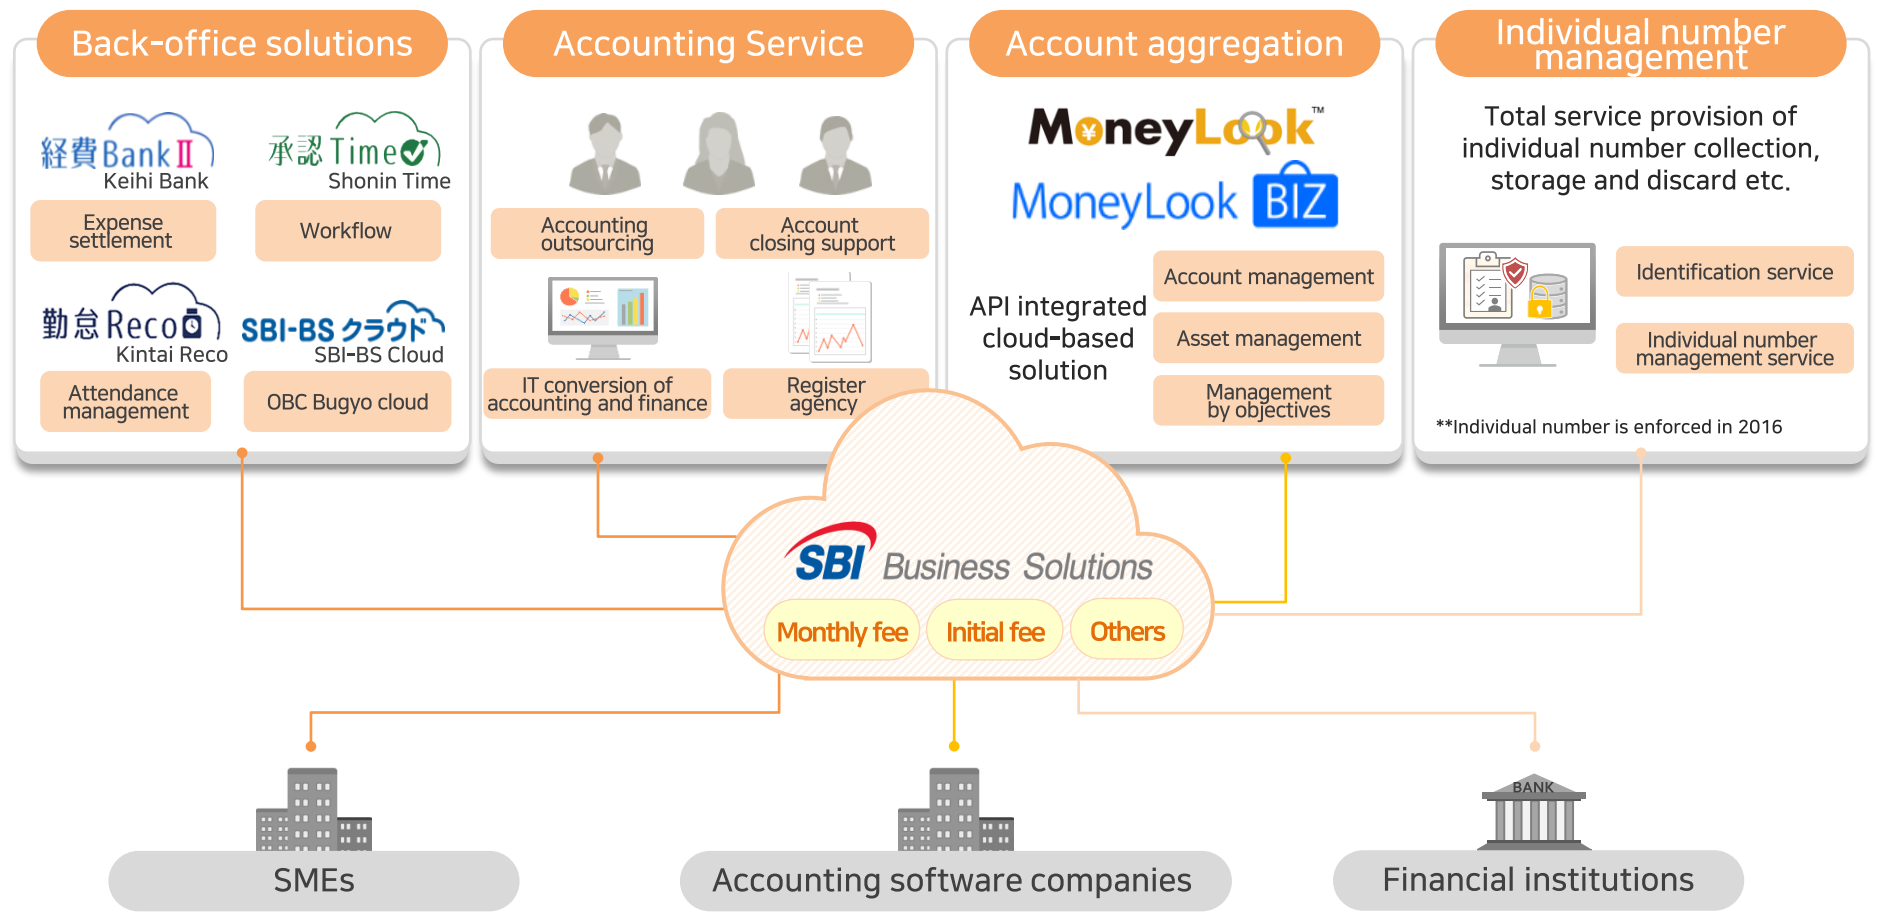 Back-office solutions
経費BankⅡ
Keihi Bank
承認Time
Shonin Time
Expense
settlement
Workflow
勤怠Reco
Kintai Reco
SBI-BS クラウド
SBI-BS Cloud
Attendance
management
OBC Bugyo cloud
Accounting Service
Accounting
outsourcing
Account
closing support
IT conversion of
accounting and finance
Register
agency
Account aggregation
MoneyLook™
MoneyLook BIZ
API integrated
cloud-based
solution
Account management
Asset management
Management
by objectives
Individual number
management
Total service provision of
individual number collection,
storage and discard etc.
Identification service
Individual number
management service
**Individual number is enforced in 2016
SBI Business Solutions
Monthly fee
Initial fee
Others
SMEs
Accounting software companies
BANK
Financial institutions